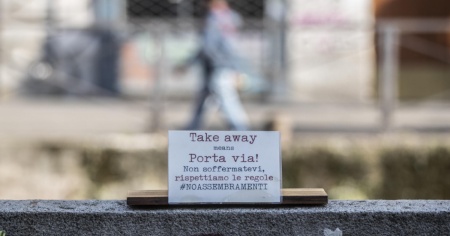 Take away
means
Porta via!
Non soffermatevi,
rispettiamo le regole
#NOASSEMBRAMENTI